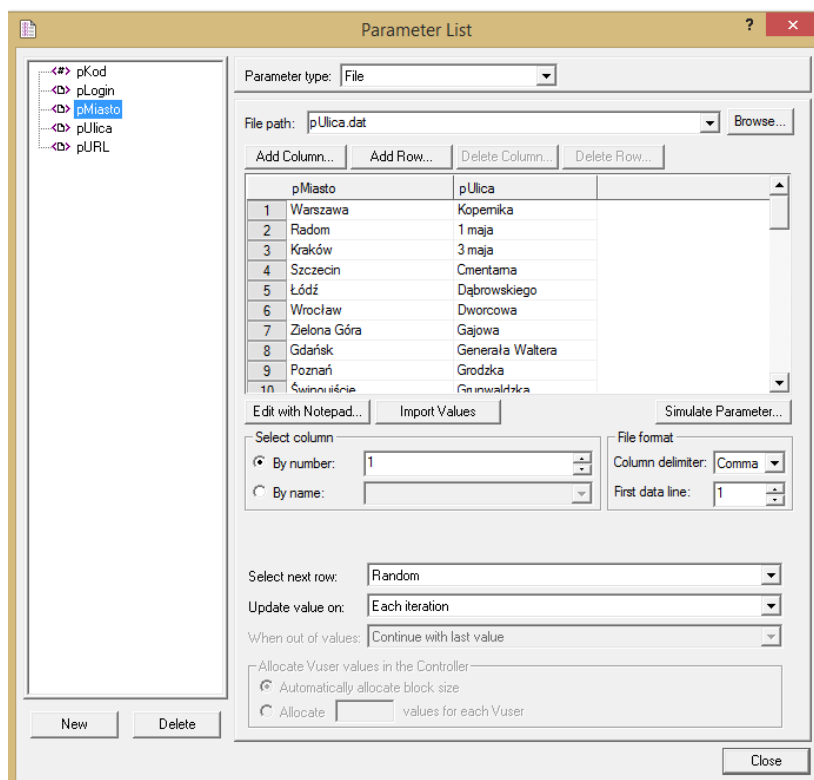 Parameter List
?
×
<#> pKod
pLogin
pMiasto
pUlica
pURL
New
Delete
Parameter type: File
File path: pUlica.dat Browse...
Add Column... Add Row... Delete Column... Delete Row...
pMiasto pUlica
1 Warszawa Kopernika
2 Radom 1 maja
3 Kraków 3 maja
4 Szczecin Cmentarna
5 Łódź Dąbrowskiego
6 Wrocław Dworcowa
7 Zielona Góra Gajowa
8 Gdańsk Generała Waltera
9 Poznań Grodzka
10 Świnoujście Grunwaldzka
Edit with Notepad... Import Values Simulate Parameter...
Select column
By number: 1
By name:
File format
Column delimiter: Comma
First data line: 1
Select next row: Random
Update value on: Each iteration
When out of values: Continue with last value
Allocate Vuser values in the Controller
Automatically allocate block size
Allocate values for each Vuser
Close